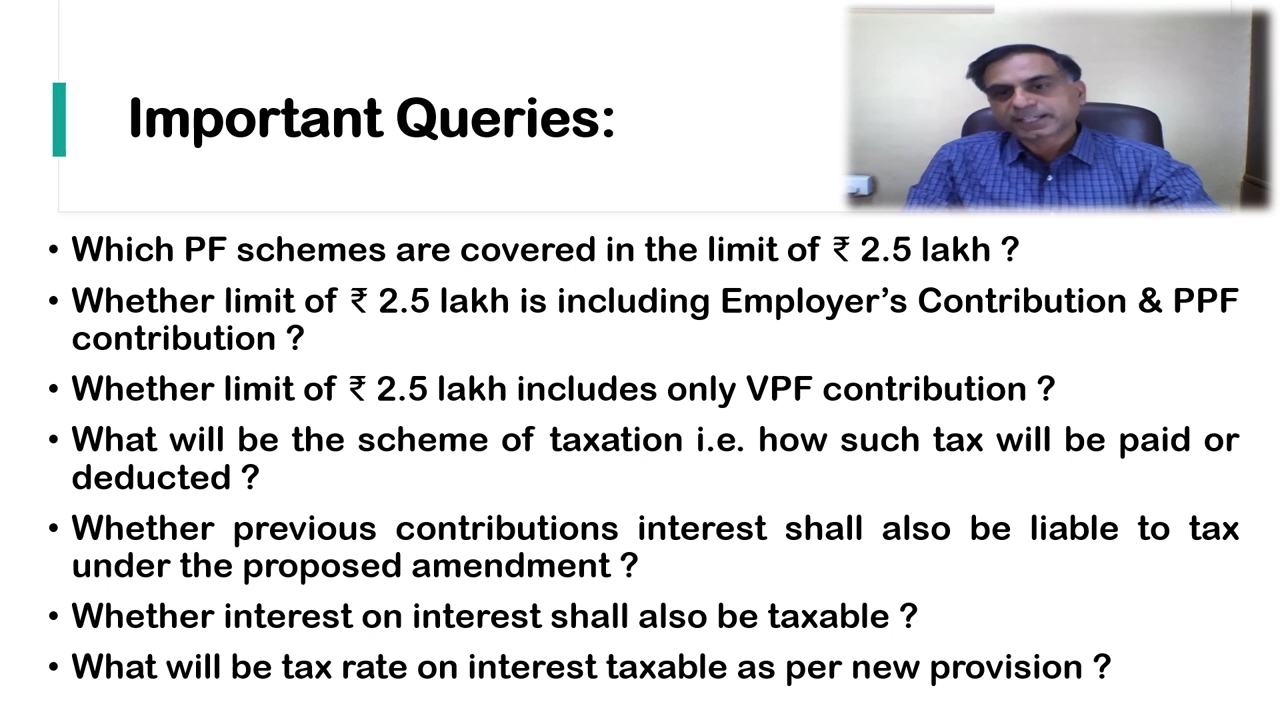 Important Queries:
• Which PF schemes are covered in the limit of ₹ 2.5 lakh ?
• Whether limit of ₹ 2.5 lakh is including Employer’s Contribution & PPF
contribution ?
• Whether limit of ₹ 2.5 lakh includes only VPF contribution ?
• What will be the scheme of taxation i.e. how such tax will be paid or
deducted ?
• Whether previous contributions interest shall also be liable to tax
under the proposed amendment ?
• Whether interest on interest shall also be taxable ?
• What will be tax rate on interest taxable as per new provision ?